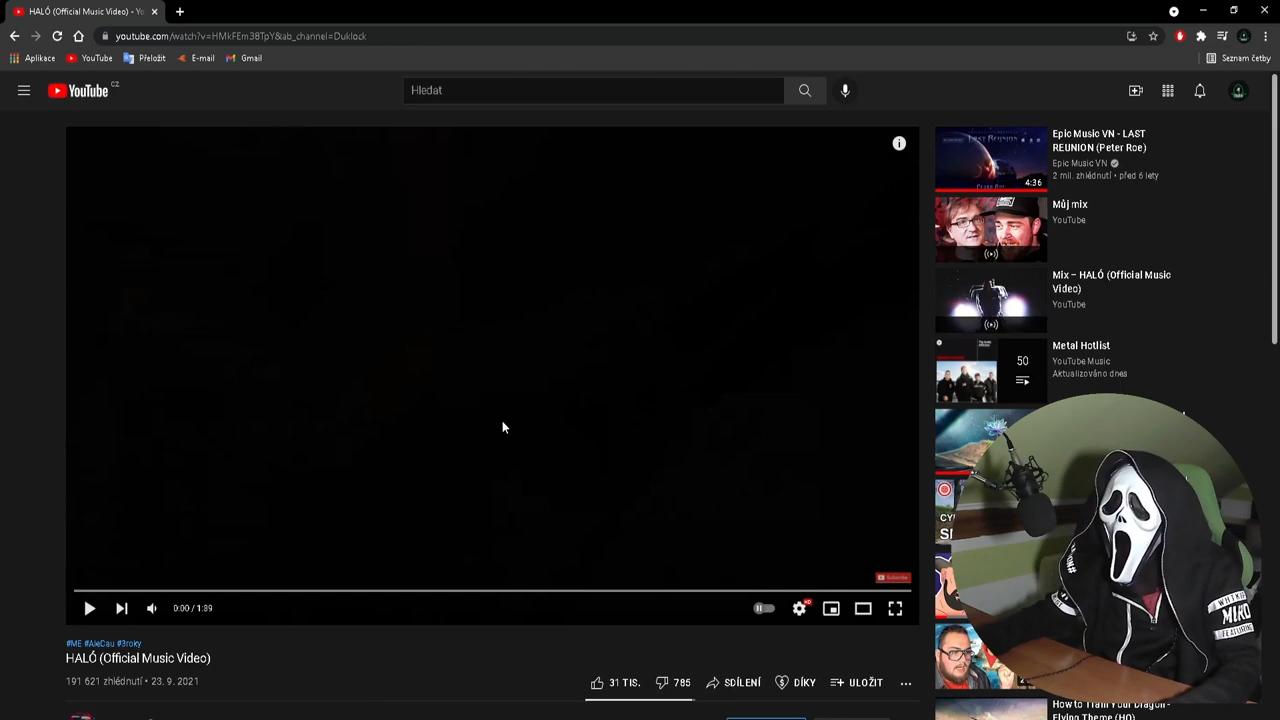 HALÓ (Official Music Video) - Yo
youtube.com/watch?v=HMkFEm38TpY&ab_channel=Duklock
Aplikace
YouTube
Přeložit
E-mail
Gmail
Seznam četby
YouTube CZ
Hledat
Epic Music VN - LAST
REUNION (Peter Roe)
Epic Music VN
2 mil. zhlédnutí • před 6 lety
4:36
Můj mix
YouTube
Mix – HALÓ (Official Music
Video)
YouTube
Metal Hotlist
YouTube Music
Aktualizováno dnes
50
Subscribe
0:00 / 1:39
HD
#ME #AleCau #3roky
HALÓ (Official Music Video)
191 621 zhlédnutí • 23. 9. 2021
31 TIS.
785
SDÍLENÍ
DÍKY
ULOŽIT
How to Train Your Dragon -
Flying Theme (HQ)
MIKO
FEATURING